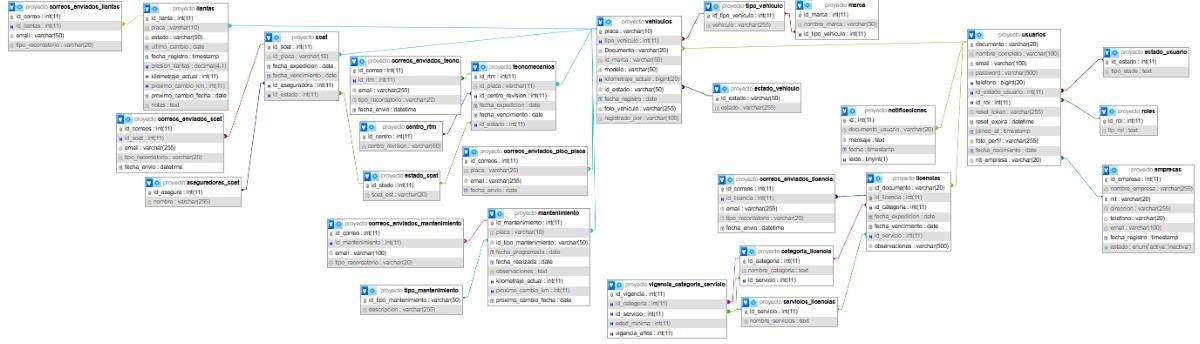 proyecto correos_enviados_llantas
id_correo : int(11)
id_llantas : int(11)
email : varchar(50)
tipo_recordatorio : varchar(20)
proyecto llantas
id_llanta : int(11)
placa : varchar(10)
estado : varchar(50)
ultimo_cambio : date
fecha_registro : timestamp
presion_llantas : decimal(4,1)
kilometraje_actual : int(11)
proximo_cambio_km : int(11)
proximo_cambio_fecha : date
notas : text
proyecto soat
id_soat : int(11)
id_placa : varchar(10)
fecha_expedicion : date
fecha_vencimiento : date
id_aseguradora : int(11)
id_estado : int(11)
proyecto correos_enviados_soat
id_correos : int(11)
id_soat : int(11)
email : varchar(255)
tipo_recordatorio : varchar(20)
fecha_envio : datetime
proyecto aseguradoras_soat
id_asegura : int(11)
nombre : varchar(255)
proyecto correos_enviados_tecno
id_correo : int(11)
id_rtm : int(11)
email : varchar(255)
tipo_recordatorio : varchar(20)
fecha_envio : datetime
proyecto tecnomecanica
id_rtm : int(11)
id_placa : varchar(11)
id_centro_revision : int(11)
fecha_expedicion : date
fecha_vencimiento : date
id_estado : int(11)
proyecto centro_rtm
id_centro : int(11)
centro_revision : varchar(60)
proyecto estado_soat
id_stado : int(11)
soat_est : varchar(20)
proyecto correos_enviados_pico_placa
id_correos : int(11)
placa : varchar(20)
email : varchar(255)
fecha_envio : date
proyecto correos_enviados_mantenimiento
id_correo : int(11)
id_mantenimiento : int(11)
email : varchar(100)
tipo_recordatorio : varchar(20)
proyecto mantenimiento
id_mantenimiento : int(11)
placa : varchar(10)
id_tipo_mantenimiento : varchar(50)
fecha_programada : date
fecha_realizada : date
observaciones : text
kilometraje_actual : int(11)
proximo_cambio_km : int(11)
proximo_cambio_fecha : date
proyecto tipo_mantenimiento
id_tipo_mantenimiento : varchar(50)
descripcion : varchar(255)
proyecto vehiculos
placa : varchar(10)
tipo_vehiculo : int(11)
Documento : varchar(20)
id_marca : varchar(50)
modelo : varchar(50)
kilometraje_actual : bigint(20)
id_estado : varchar(50)
fecha_registro : date
foto_vehiculo : varchar(255)
registrado_por : varchar(100)
proyecto tipo_vehiculo
id_tipo_vehiculo : int(11)
vehiculo : varchar(255)
proyecto marca
id_marca : int(11)
nombre_marca : varchar(50)
id_tipo_vehiculo : int(11)
proyecto estado_vehiculo
id_estado : varchar(50)
estado : varchar(255)
proyecto usuarios
documento : varchar(20)
nombre_completo : varchar(100)
email : varchar(100)
password : varchar(500)
telefono : bigint(20)
id_estado_usuario : int(11)
id_rol : int(11)
reset_token : varchar(255)
reset_expira : datetime
joined_at : timestamp
foto_perfil : varchar(255)
fecha_nacimiento : date
nit_empresa : varchar(20)
proyecto estado_usuario
id_estado : int(11)
tipo_stado : text
proyecto roles
id_rol : int(11)
tip_rol : text
proyecto empresas
id_empresa : int(11)
nombre_empresa : varchar(255)
nit : varchar(20)
direccion : varchar(255)
telefono : varchar(20)
email : varchar(100)
fecha_registro : timestamp
estado : enum('activo','inactivo')
proyecto notificaciones
id : int(11)
documento_usuario : varchar(20)
mensaje : text
fecha : timestamp
leido : tinyint(1)
proyecto correos_enviados_licencia
id_correos : int(11)
id_licencia : int(11)
email : varchar(255)
tipo_recordatorio : varchar(20)
fecha_envio : datetime
proyecto licencias
id_documento : varchar(20)
id_licencia : int(11)
id_categoria : int(11)
fecha_expedicion : date
fecha_vencimiento : date
id_servicio : int(11)
observaciones : varchar(500)
proyecto categoria_licencia
id_categoria : int(11)
nombre_categoria : text
id_servicio : int(11)
proyecto vigencia_categoria_servicio
id_vigencia : int(11)
id_categoria : int(11)
id_servicio : int(11)
edad_minima : int(11)
vigencia_años : int(11)
proyecto servicios_licencias
id_servicio : int(11)
nombre_servicios : text